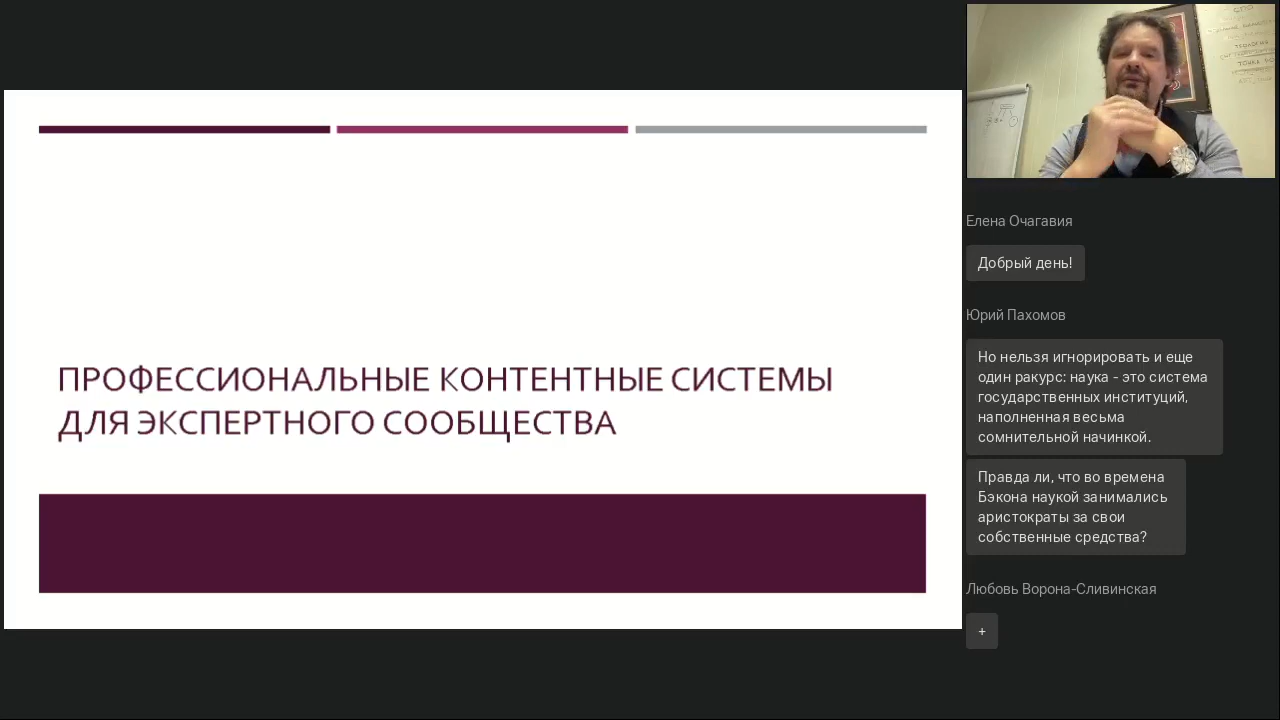 ПРОФЕССИОНАЛЬНЫЕ КОНТЕНТНЫЕ СИСТЕМЫ
ДЛЯ ЭКСПЕРТНОГО СООБЩЕСТВА
Елена Очагавия
Добрый день!
Юрий Пахомов
Но нельзя игнорировать и еще
один ракурс: наука - это система
государственных институций,
наполненная весьма
сомнительной начинкой.
Правда ли, что во времена
Бэкона наукой занимались
аристократы за свои
собственные средства?
Любовь Ворона-Сливинская
+